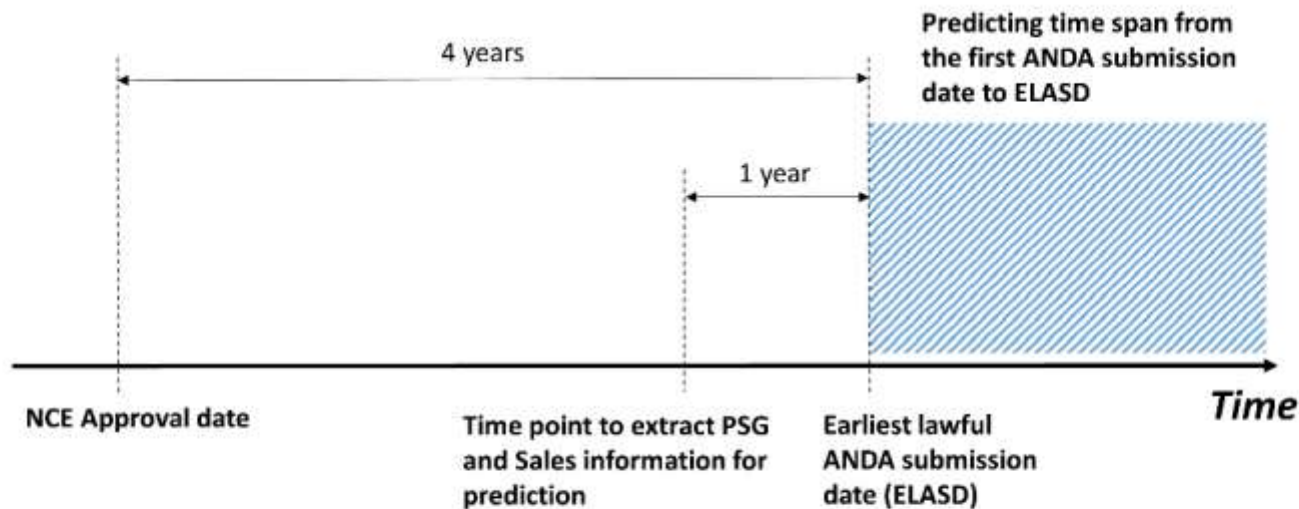 Predicting time span from
the first ANDA submission
date to ELASD
4 years
1 year
Time
NCE Approval date
Time point to extract PSG
and Sales information for
prediction
Earliest lawful
ANDA submission
date (ELASD)